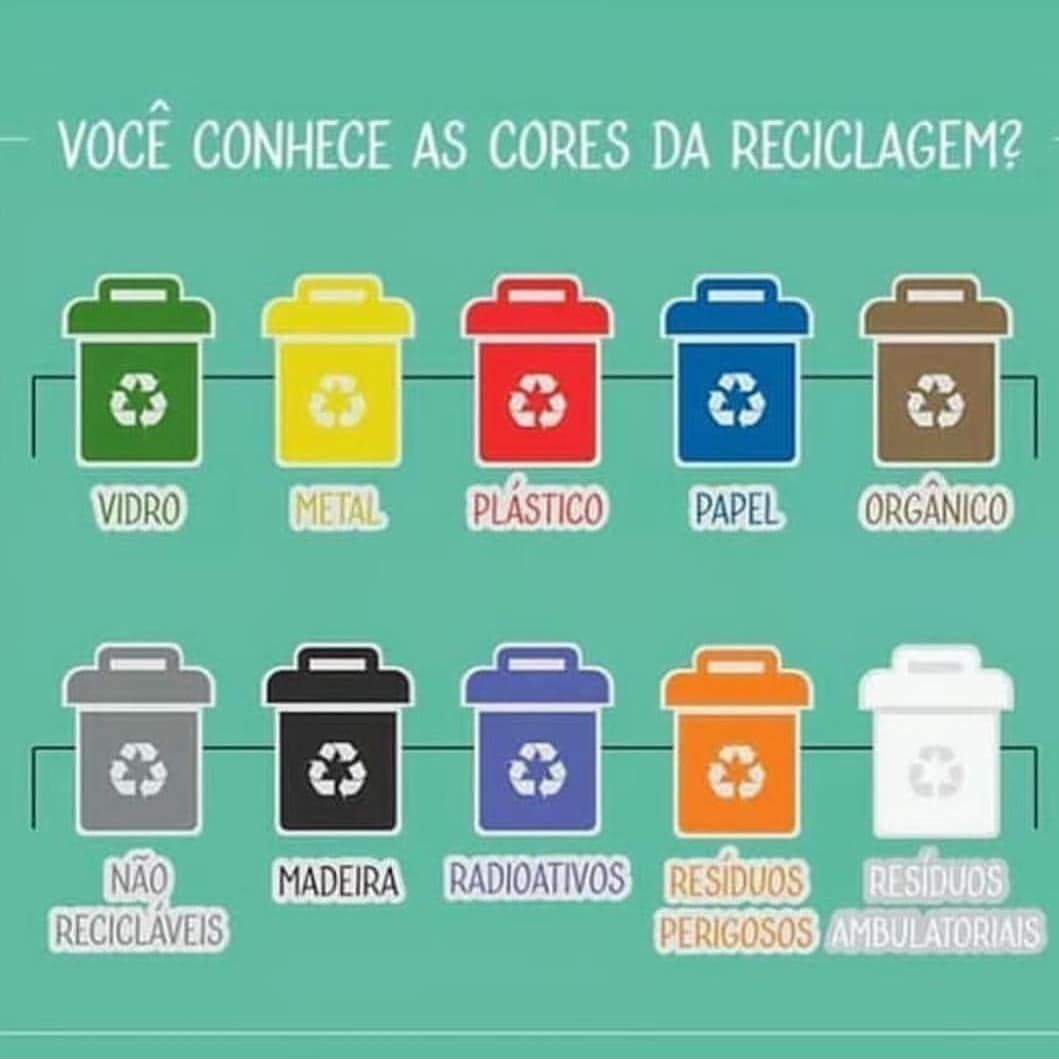 VOCÊ CONHECE AS CORES DA RECICLAGEM?
VIDRO
METAL
PLÁSTICO
PAPEL
ORGÂNICO
NÃO
RECICLÁVEIS
MADEIRA
RADIOATIVOS
RESÍDUOS
PERIGOSOS
RESÍDUOS
AMBULATORIAIS